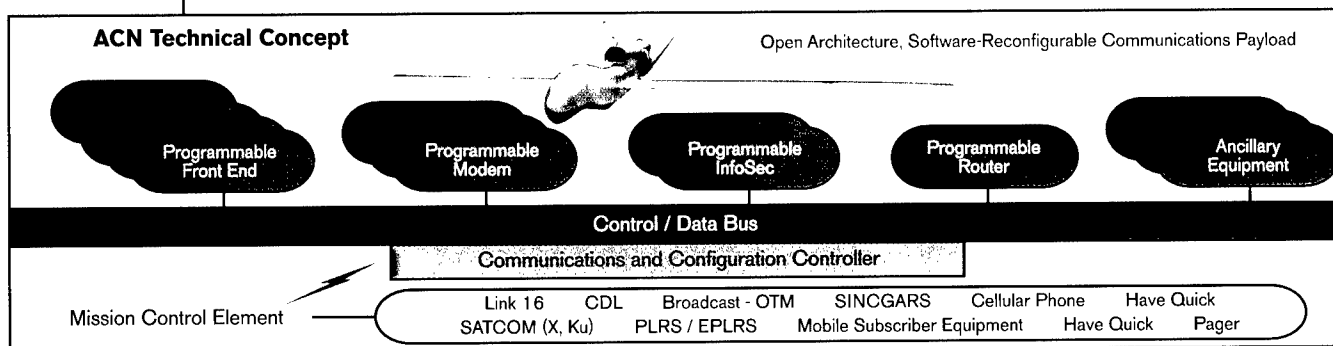 ACN Technical Concept
Open Architecture, Software-Reconfigurable Communications Payload
Programmable
Front End
Programmable
Modem
Programmable
InfoSec
Programmable
Router
Ancillary
Equipment
Control / Data Bus
Communications and Configuration Controller
Mission Control Element
Link 16 CDL Broadcast - OTM SINCGARS Cellular Phone Have Quick
SATCOM (X, Ku) PLRS / EPLRS Mobile Subscriber Equipment Have Quick Pager